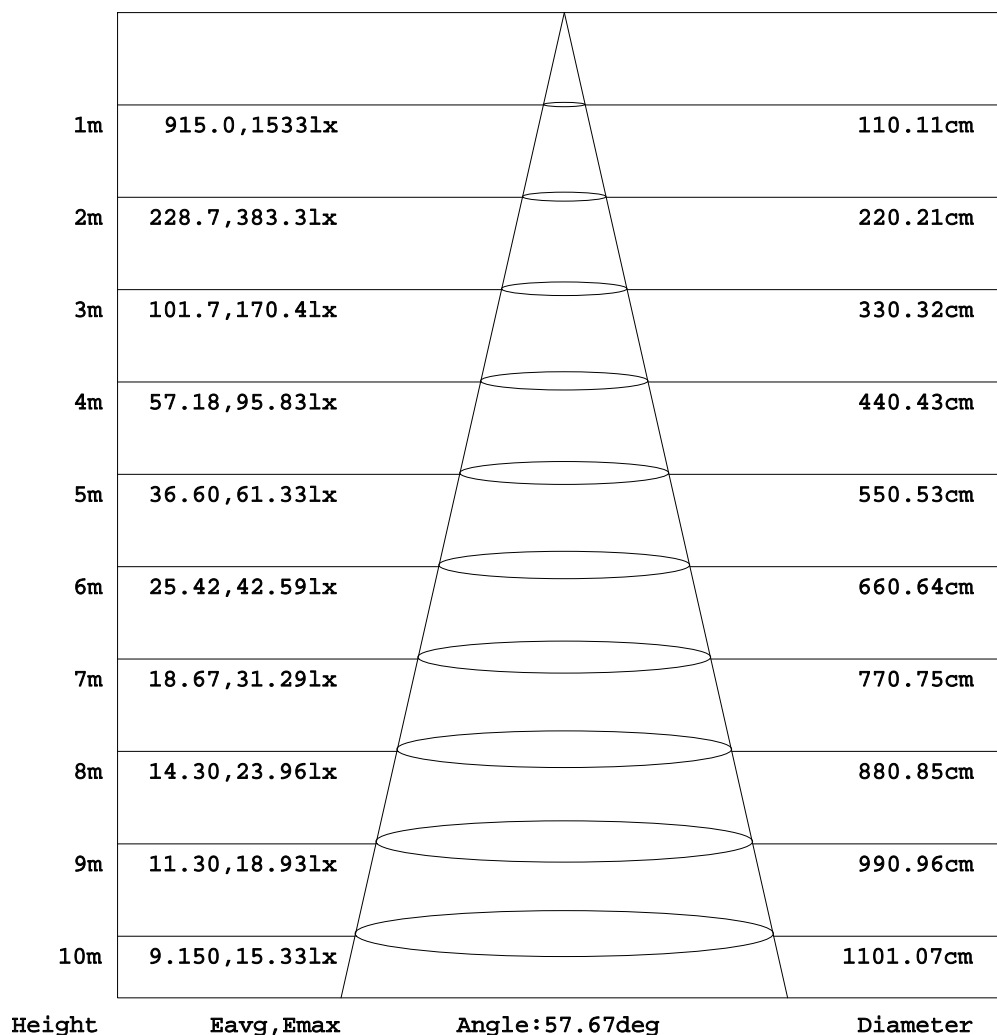 1m 915.0,1533lx 110.11cm
2m 228.7,383.3lx 220.21cm
3m 101.7,170.4lx 330.32cm
4m 57.18,95.83lx 440.43cm
5m 36.60,61.33lx 550.53cm
6m 25.42,42.59lx 660.64cm
7m 18.67,31.29lx 770.75cm
8m 14.30,23.96lx 880.85cm
9m 11.30,18.93lx 990.96cm
10m 9.150,15.33lx 1101.07cm
Height Eavg,Emax Angle:57.67deg Diameter